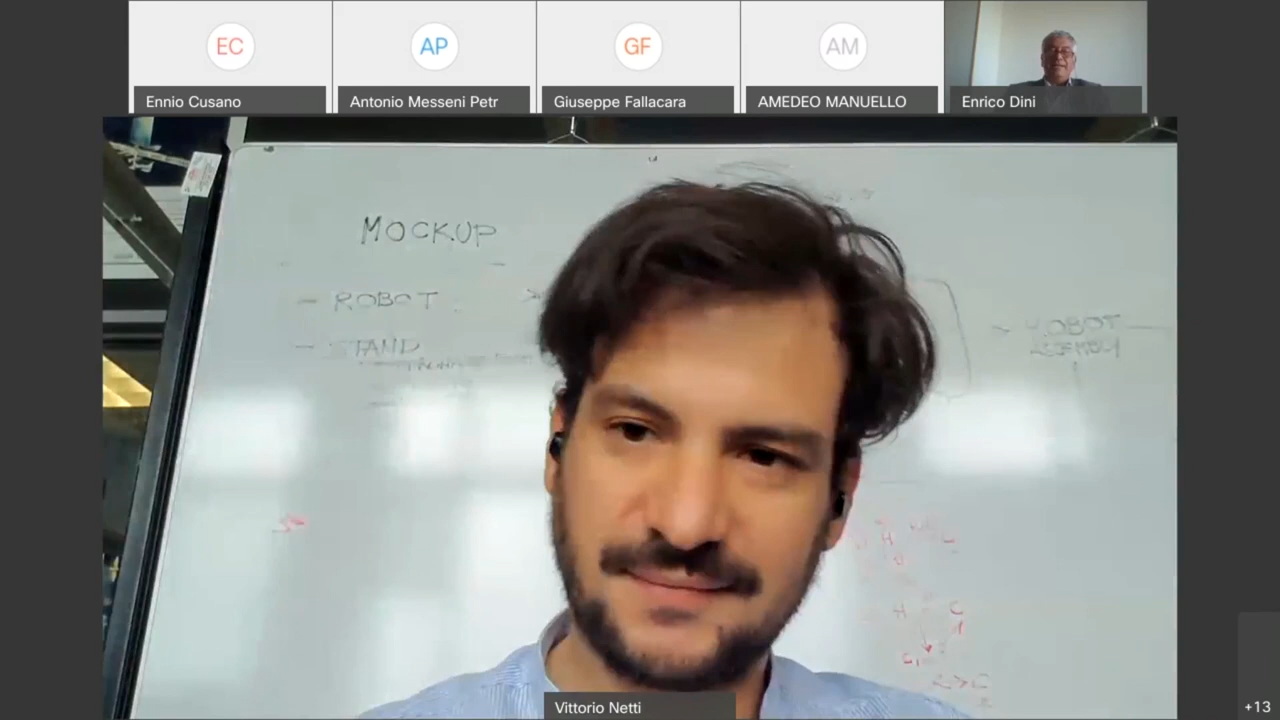 EC
AP
GF
AM
Ennio Cusano
Antonio Messeni Petr
Giuseppe Fallacara
AMEDEO MANUELLO
Enrico Dini
MOCKUP
- ROBOT
- STAND
ROBOT
ASSEMBLY
Vittorio Netti
+13